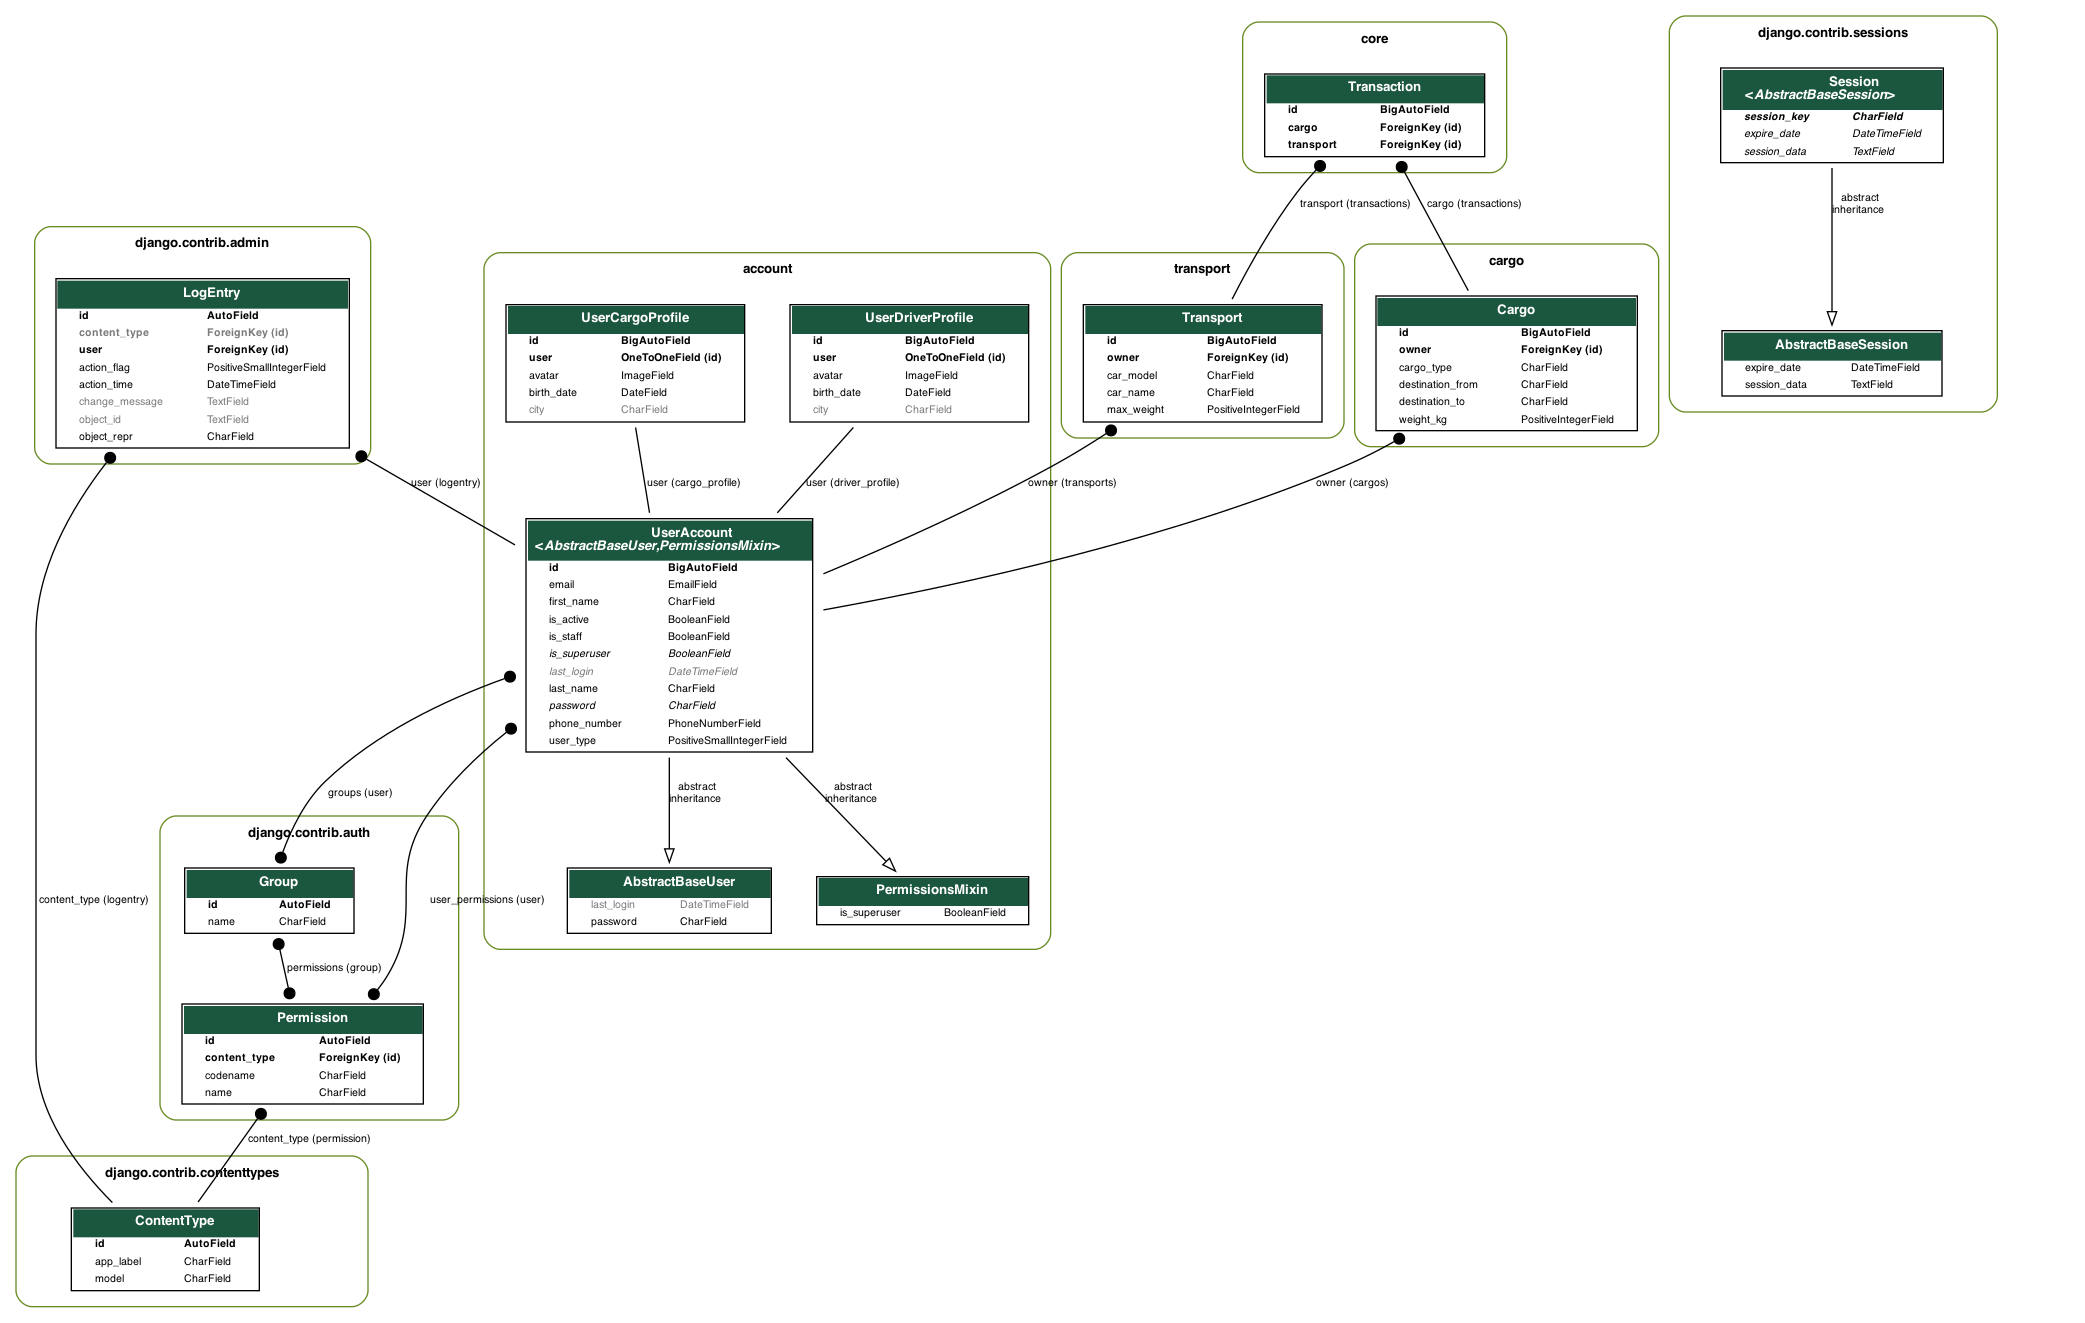 core
Transaction
id BigAutoField
cargo ForeignKey (id)
transport ForeignKey (id)
transport (transactions)
cargo (transactions)
django.contrib.sessions
Session
<AbstractBaseSession>
session_key CharField
expire_date DateTimeField
session_data TextField
abstract
inheritance
AbstractBaseSession
expire_date DateTimeField
session_data TextField
django.contrib.admin
LogEntry
id AutoField
content_type ForeignKey (id)
user ForeignKey (id)
action_flag PositiveSmallIntegerField
action_time DateTimeField
change_message TextField
object_id TextField
object_repr CharField
user (logentry)
account
UserCargoProfile
id BigAutoField
user OneToOneField (id)
avatar ImageField
birth_date DateField
city CharField
user (cargo_profile)
UserDriverProfile
id BigAutoField
user OneToOneField (id)
avatar ImageField
birth_date DateField
city CharField
user (driver_profile)
transport
Transport
id BigAutoField
owner ForeignKey (id)
car_model CharField
car_name CharField
max_weight PositiveIntegerField
owner (transports)
cargo
Cargo
id BigAutoField
owner ForeignKey (id)
cargo_type CharField
destination_from CharField
destination_to CharField
weight_kg PositiveIntegerField
owner (cargos)
UserAccount
<AbstractBaseUser,PermissionsMixin>
id BigAutoField
email EmailField
first_name CharField
is_active BooleanField
is_staff BooleanField
is_superuser BooleanField
last_login DateTimeField
last_name CharField
password CharField
phone_number PhoneNumberField
user_type PositiveSmallIntegerField
abstract
inheritance
abstract
inheritance
AbstractBaseUser
last_login DateTimeField
password CharField
PermissionsMixin
is_superuser BooleanField
groups (user)
user_permissions (user)
content_type (logentry)
django.contrib.auth
Group
id AutoField
name CharField
permissions (group)
Permission
id AutoField
content_type ForeignKey (id)
codename CharField
name CharField
content_type (permission)
django.contrib.contenttypes
ContentType
id AutoField
app_label CharField
model CharField